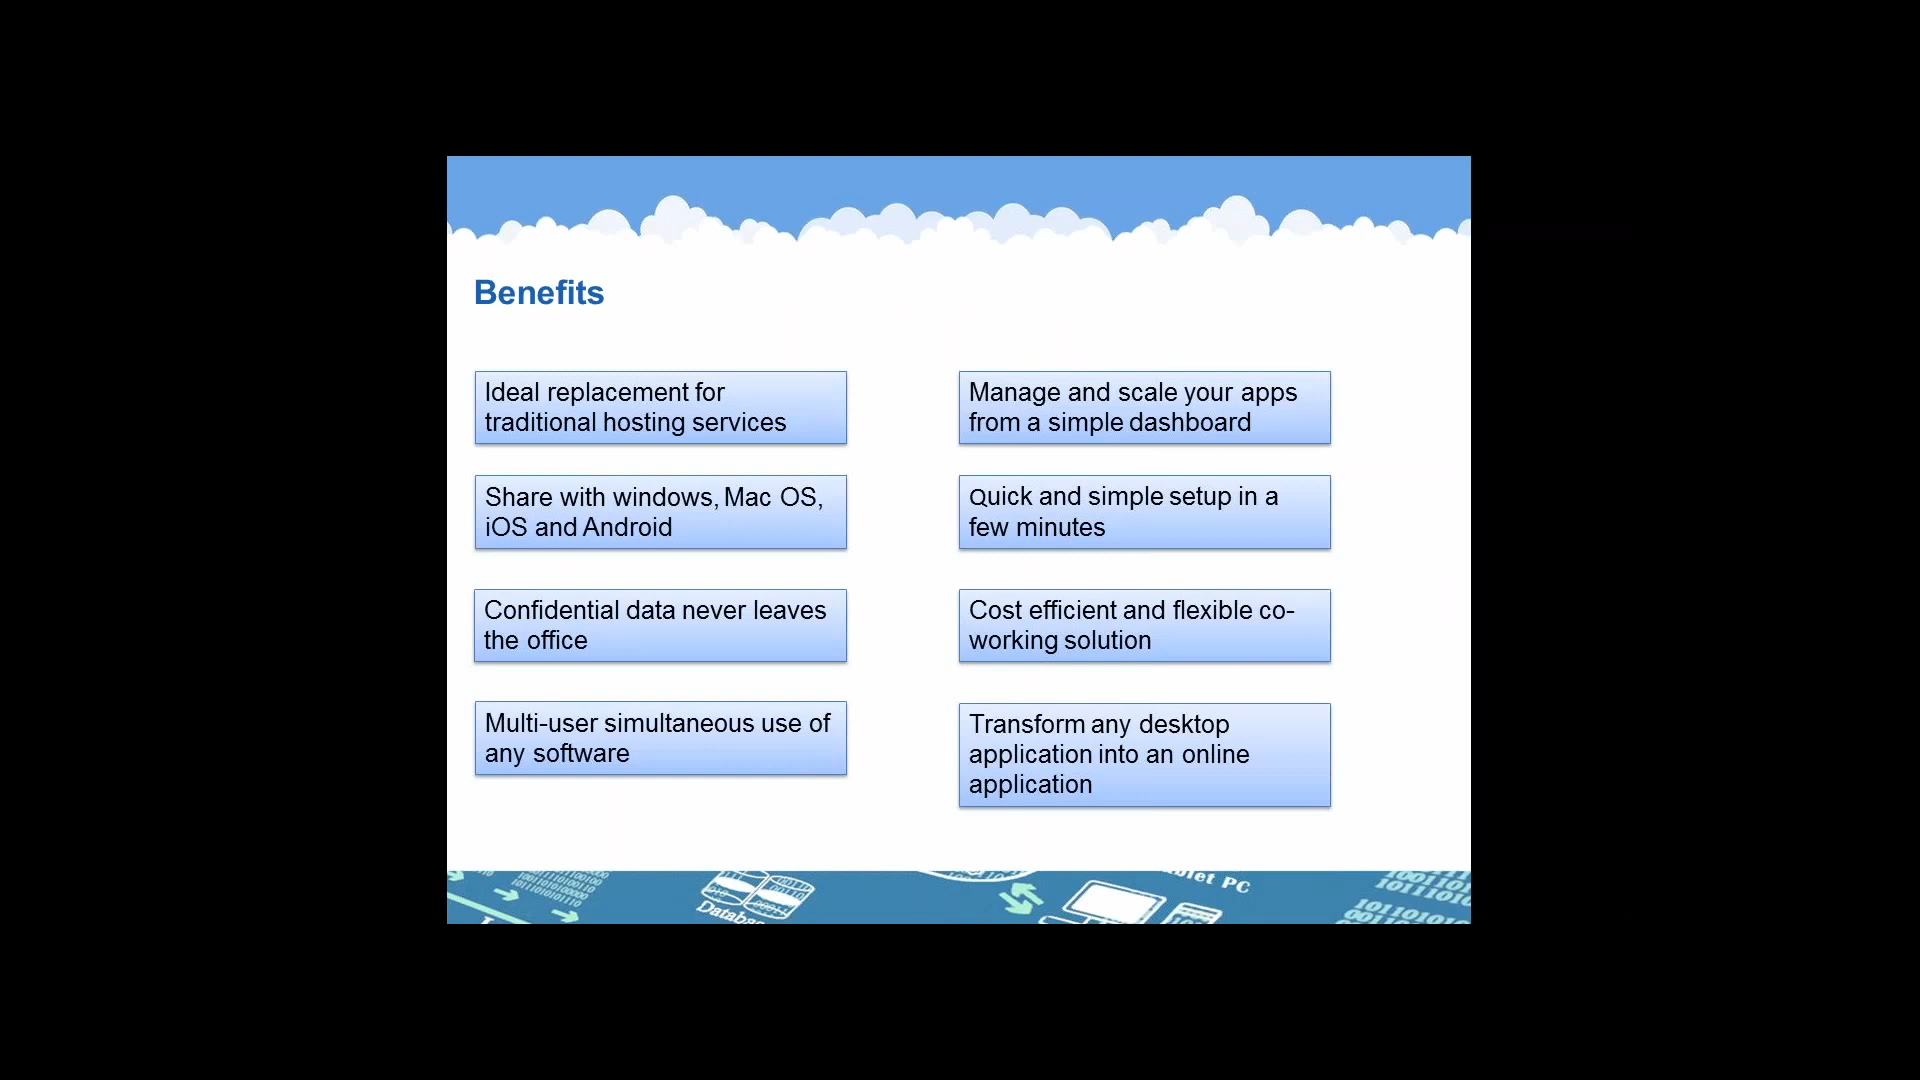 Benefits
Ideal replacement for
traditional hosting services
Share with windows, Mac OS,
iOS and Android
Confidential data never leaves
the office
Multi-user simultaneous use of
any software
Manage and scale your apps
from a simple dashboard
Quick and simple setup in a
few minutes
Cost efficient and flexible co-
working solution
Transform any desktop
application into an online
application
PC